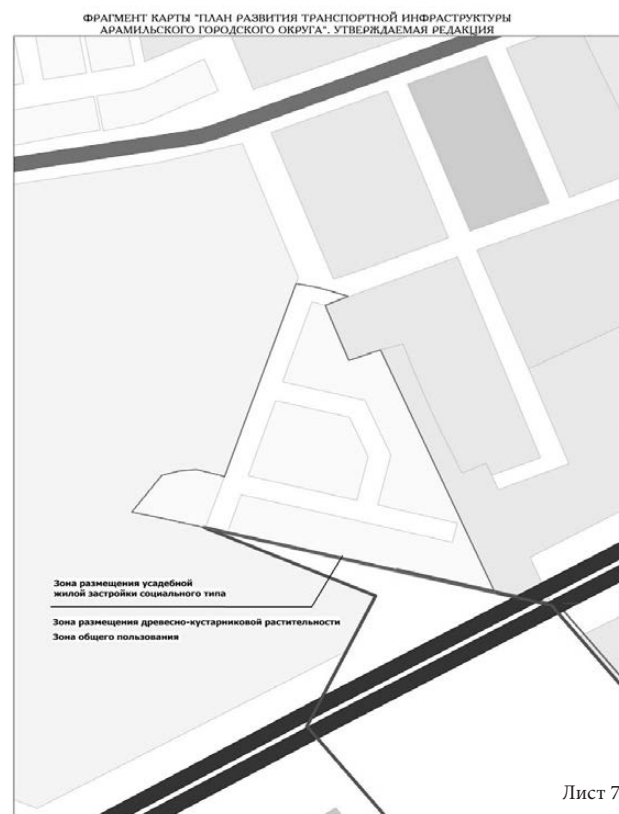 ФРАГМЕНТ КАРТЫ "ПЛАН РАЗВИТИЯ ТРАНСПОРТНОЙ ИНФРАСТРУКТУРЫ
АРАМИЛЬСКОГО ГОРОДСКОГО ОКРУГА". УТВЕРЖДАЕМАЯ РЕДАКЦИЯ
Зона размещения усадебной
жилой застройки социального типа
Зона размещения древесно-кустарниковой растительности
Зона общего пользования
Лист 7